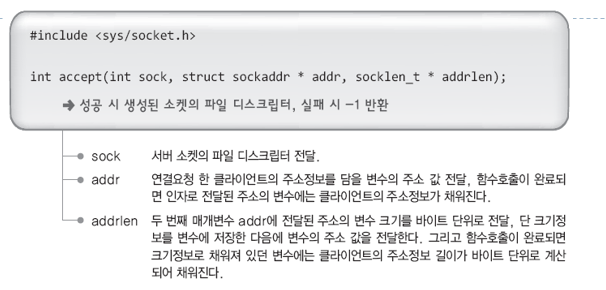 #include <sys/socket.h>
int accept(int sock, struct sockaddr * addr, socklen_t * addrlen);
➔ 성공 시 생성된 소켓의 파일 디스크립터, 실패 시 –1 반환
sock 서버 소켓의 파일 디스크립터 전달.
addr 연결요청 한 클라이언트의 주소정보를 담을 변수의 주소 값 전달, 함수호출이 완료되
면 인자로 전달된 주소의 변수에는 클라이언트의 주소정보가 채워진다.
addrlen 두 번째 매개변수 addr에 전달된 주소의 변수 크기를 바이트 단위로 전달, 단 크기정
보를 변수에 저장한 다음에 변수의 주소 값을 전달한다. 그리고 함수호출이 완료되면
크기정보로 채워져 있던 변수에는 클라이언트의 주소정보 길이가 바이트 단위로 계산
되어 채워진다.